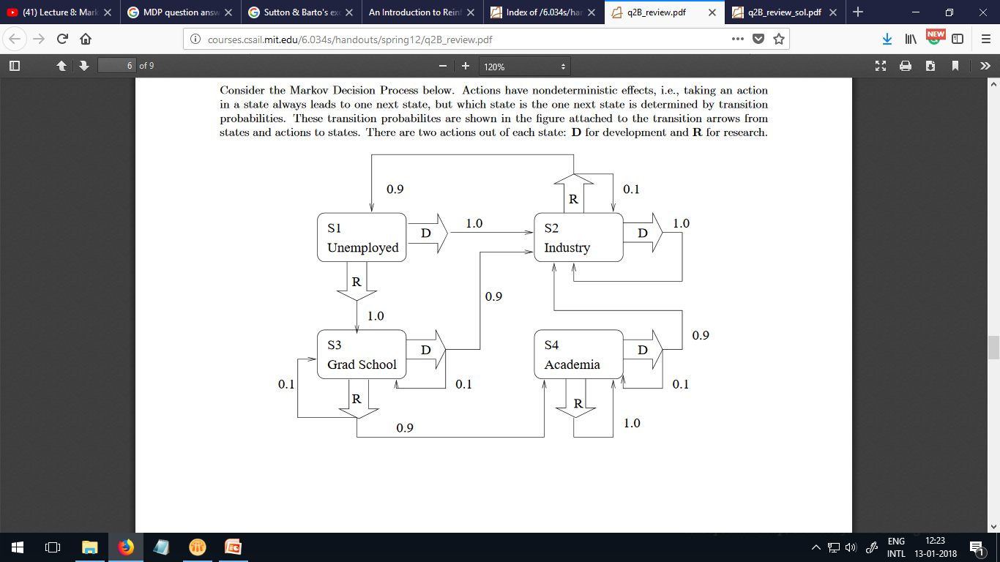 (41) Lecture 8: Mark
MDP question answ
Sutton & Barto's exe
An Introduction to Reinf
Index of /6.034s/han
q2B_review.pdf
q2B_review_sol.pdf
courses.csail.mit.edu/6.034s/handouts/spring12/q2B_review.pdf
NEW
6 of 9
120%
Consider the Markov Decision Process below. Actions have nondeterministic effects, i.e., taking an action
in a state always leads to one next state, but which state is the one next state is determined by transition
probabilities. These transition probabilites are shown in the figure attached to the transition arrows from
states and actions to states. There are two actions out of each state: D for development and R for research.
0.9
R
0.1
S1
Unemployed
D
1.0
S2
Industry
D
1.0
R
0.9
1.0
S3
Grad School
D
0.1
0.1
R
0.9
S4
Academia
D
0.9
0.1
R
1.0
ENG
INTL
12:23
13-01-2018
1